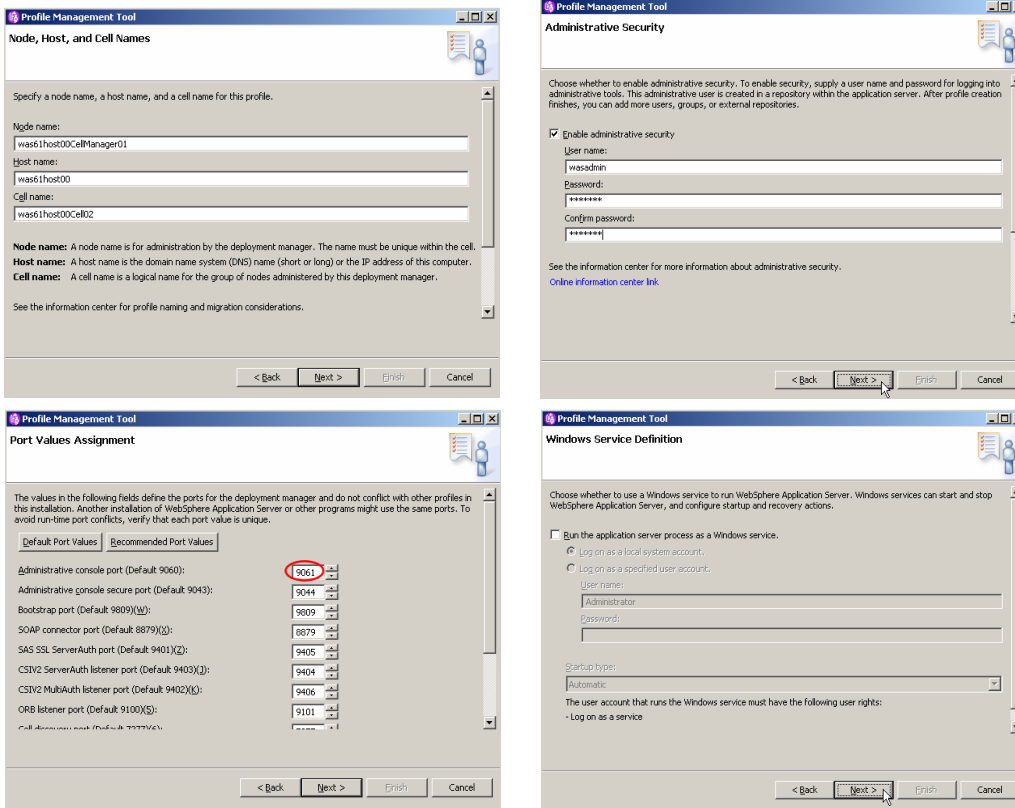 Profile Management Tool
Node, Host, and Cell Names
Specify a node name, a host name, and a cell name for this profile.
Node name:
was61host00CellManager01
Host name:
was61host00
Cell name:
was61host00Cell02
Node name: A node name is for administration by the deployment manager. The name must be unique within the cell.
Host name: A host name is the domain name system (DNS) name (short or long) or the IP address of this computer.
Cell name: A cell name is a logical name for the group of nodes administered by this deployment manager.
See the information center for profile naming and migration considerations.
< Back Next > Finish Cancel
Profile Management Tool
Administrative Security
Choose whether to enable administrative security. To enable security, supply a user name and password for logging into
administrative tools. This administrative user is created in a repository within the application server. After profile creation
finishes, you can add more users, groups, or external repositories.
Enable administrative security
User name:
wasadmin
Password:
*******
Confirm password:
*******
See the information center for more information about administrative security.
Online information center link
< Back Next > Finish Cancel
Profile Management Tool
Port Values Assignment
The values in the following fields define the ports for the deployment manager and do not conflict with other profiles in
this installation. Another installation of WebSphere Application Server or other programs might use the same ports. To
avoid run-time port conflicts, verify that each port value is unique.
Default Port Values Recommended Port Values
Administrative console port (Default 9060): 9061
Administrative console secure port (Default 9043): 9044
Bootstrap port (Default 9809)(W): 9809
SOAP connector port (Default 8879)(X): 8879
SAS SSL ServerAuth port (Default 9401)(Z): 9405
CSIV2 ServerAuth listener port (Default 9403)(J): 9404
CSIV2 MultiAuth listener port (Default 9402)(K): 9406
ORB listener port (Default 9100)(5): 9101
Cell discovery port (Default 7277)(6):
< Back Next > Finish Cancel
Profile Management Tool
Windows Service Definition
Choose whether to use a Windows service to run WebSphere Application Server. Windows services can start and stop
WebSphere Application Server, and configure startup and recovery actions.
Run the application server process as a Windows service.
Log on as a local system account.
Log on as a specified user account.
User name:
Administrator
Password:
Startup type:
Automatic
The user account that runs the Windows service must have the following user rights:
- Log on as a service
< Back Next > Finish Cancel